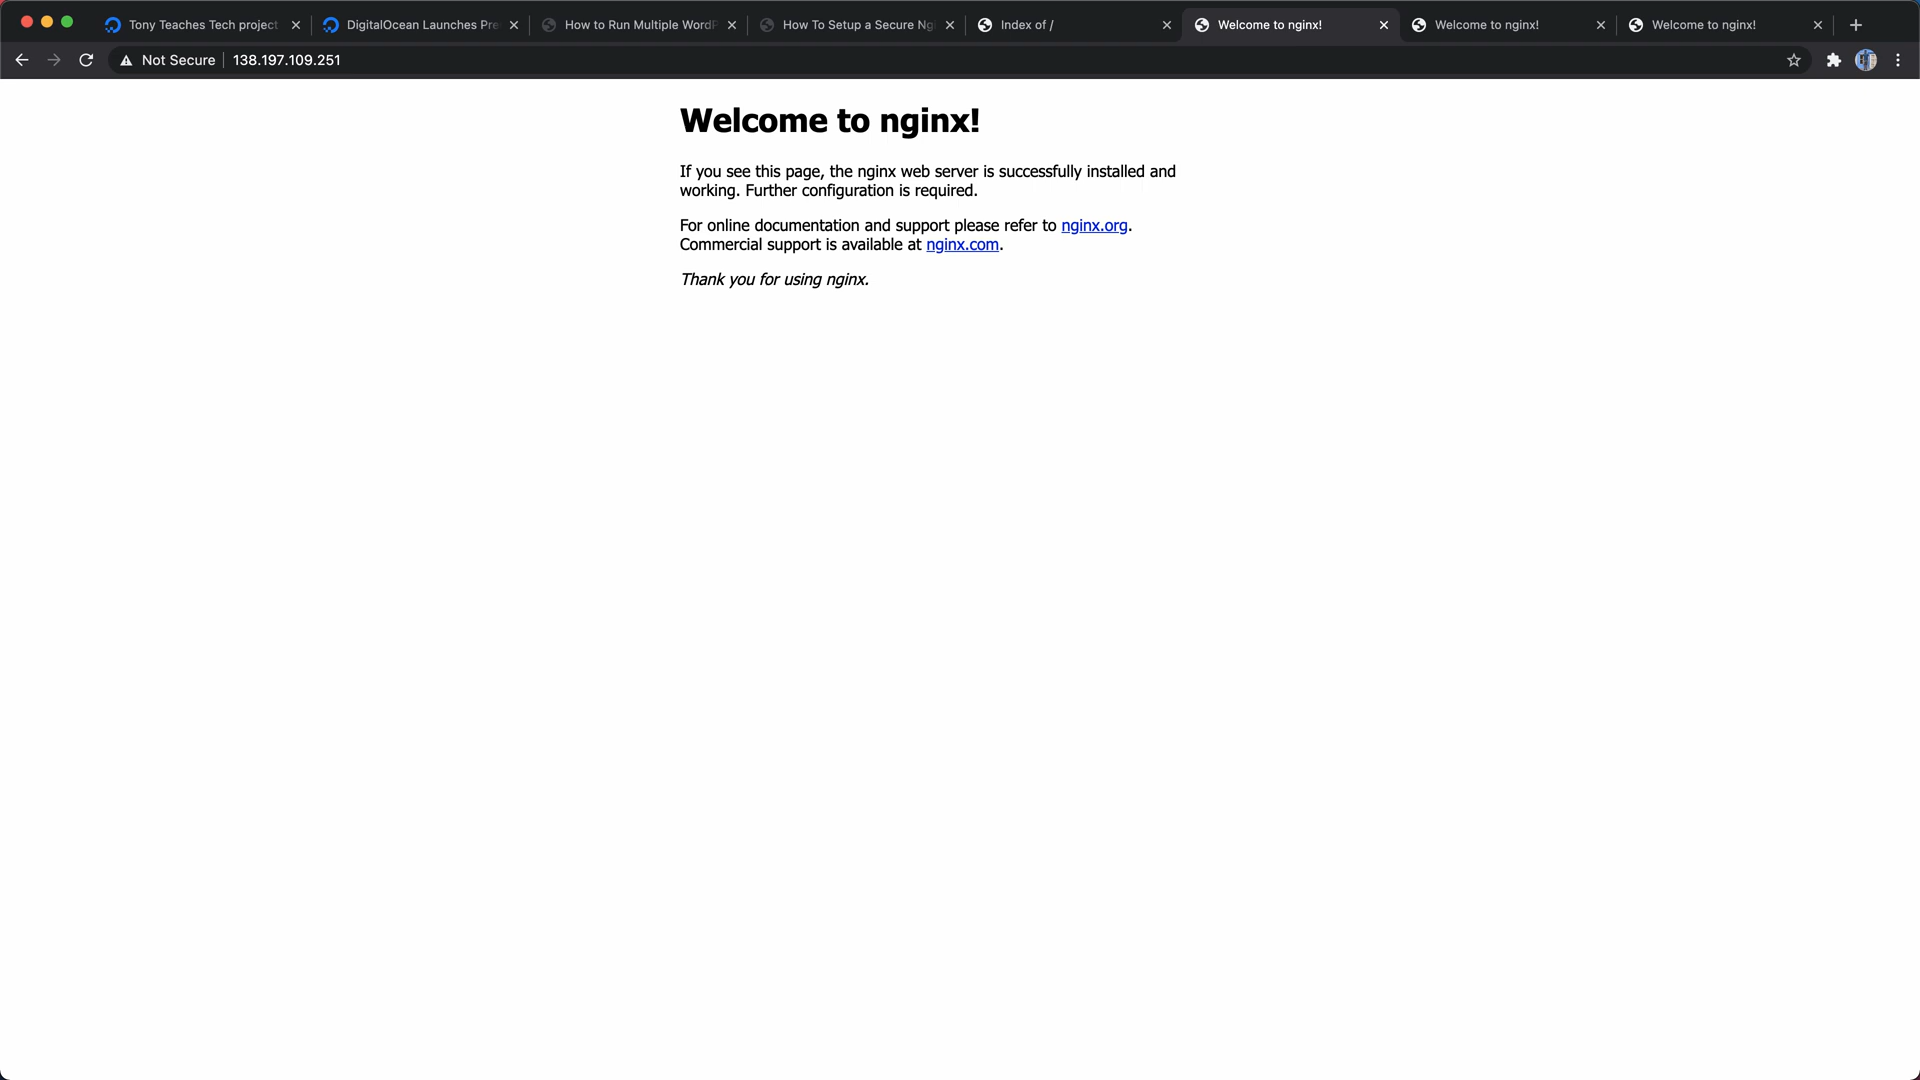 Tony Teaches Tech project
DigitalOcean Launches Pre
How to Run Multiple WordP
How To Setup a Secure Ng
Index of /
Welcome to nginx!
Welcome to nginx!
Welcome to nginx!
Not Secure
138.197.109.251
Welcome to nginx!
If you see this page, the nginx web server is successfully installed and
working. Further configuration is required.
For online documentation and support please refer to nginx.org.
Commercial support is available at nginx.com.
Thank you for using nginx.